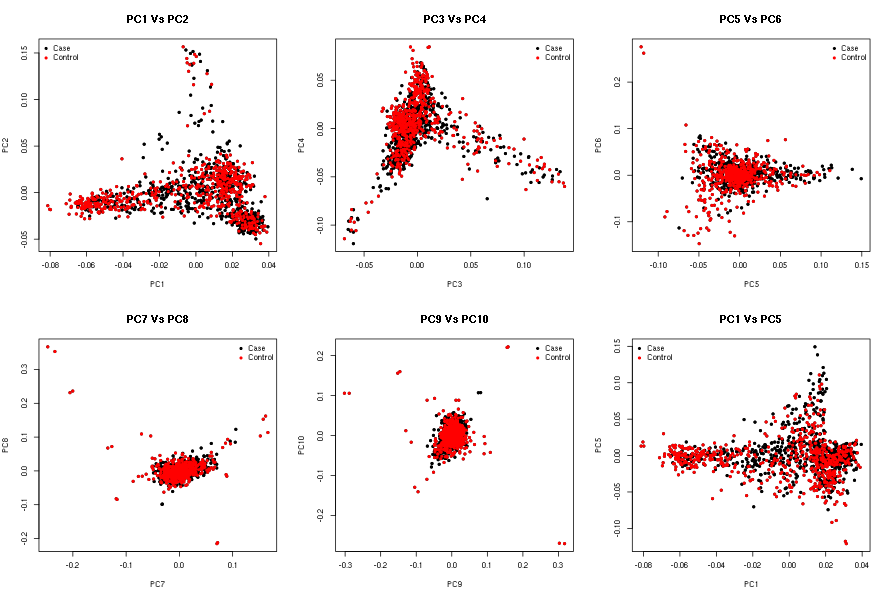 PC1 Vs PC2
PC3 Vs PC4
PC5 Vs PC6
Case
Control
Case
Control
Case
Control
0.15
0.10
0.05
0.00
-0.05
PC2
-0.08 -0.06 -0.04 -0.02 0.00 0.02 0.04
PC1
0.05
0.00
-0.05
-0.10
PC4
-0.05 0.00 0.05 0.10
PC3
0.2
0.1
0.0
-0.1
PC6
-0.10 -0.05 0.00 0.05 0.10 0.15
PC5
PC7 Vs PC8
PC9 Vs PC10
PC1 Vs PC5
Case
Control
Case
Control
Case
Control
0.3
0.2
0.1
0.0
-0.1
-0.2
PC8
-0.2 -0.1 0.0 0.1
PC7
0.2
0.1
0.0
-0.1
-0.2
PC10
-0.3 -0.2 -0.1 0.0 0.1 0.2 0.3
PC9
0.15
0.10
0.05
0.00
-0.05
-0.10
PC5
-0.08 -0.06 -0.04 -0.02 0.00 0.02 0.04
PC1